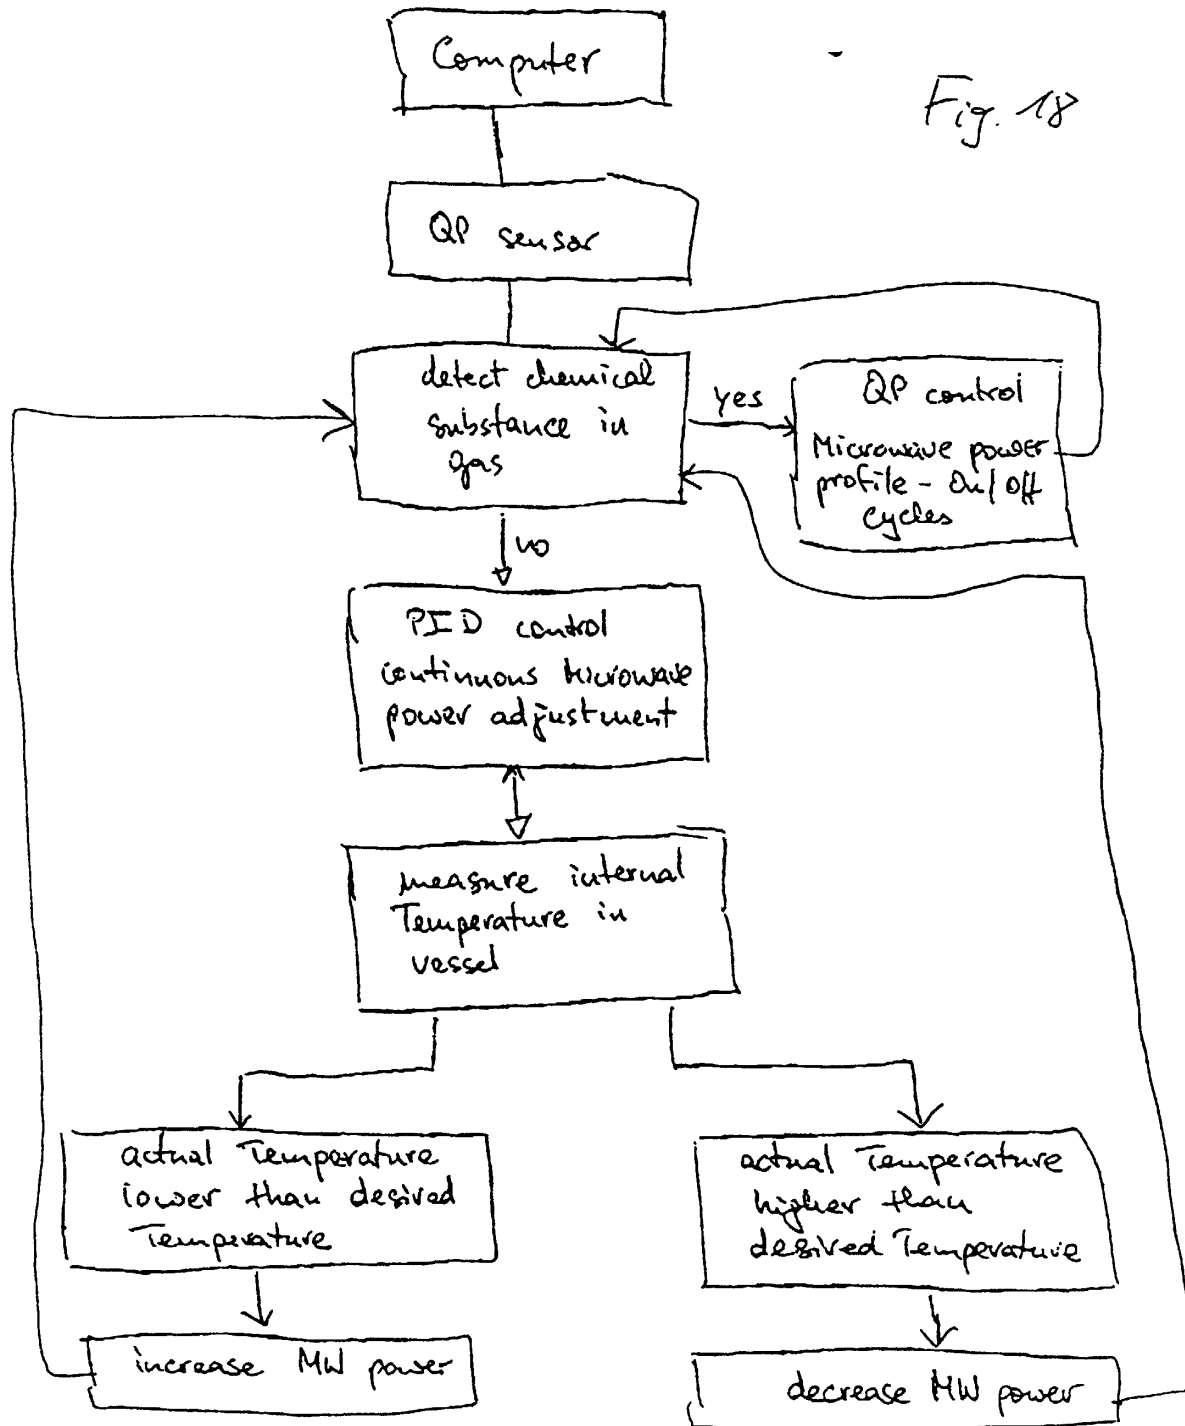 Computer
Fig. 18
QP sensor
detect chemical
substance in
gas
yes
QP control
Microwave power
profile - On/Off
cycles
no
PID control
continuous Microwave
power adjustment
measure internal
Temperature in
vessel
actual Temperature
lower than desired
Temperature
actual Temperature
higher than
desired Temperature
increase MW power
decrease MW power